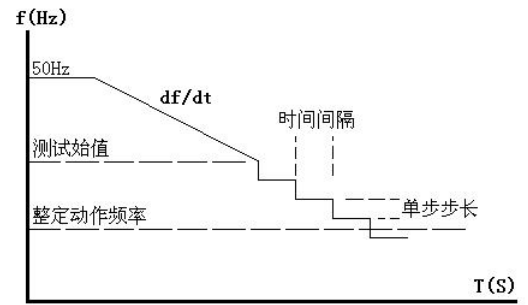 f(Hz)
50Hz
df/dt
时间间隔
测试始值
单步步长
整定动作频率
T(S)